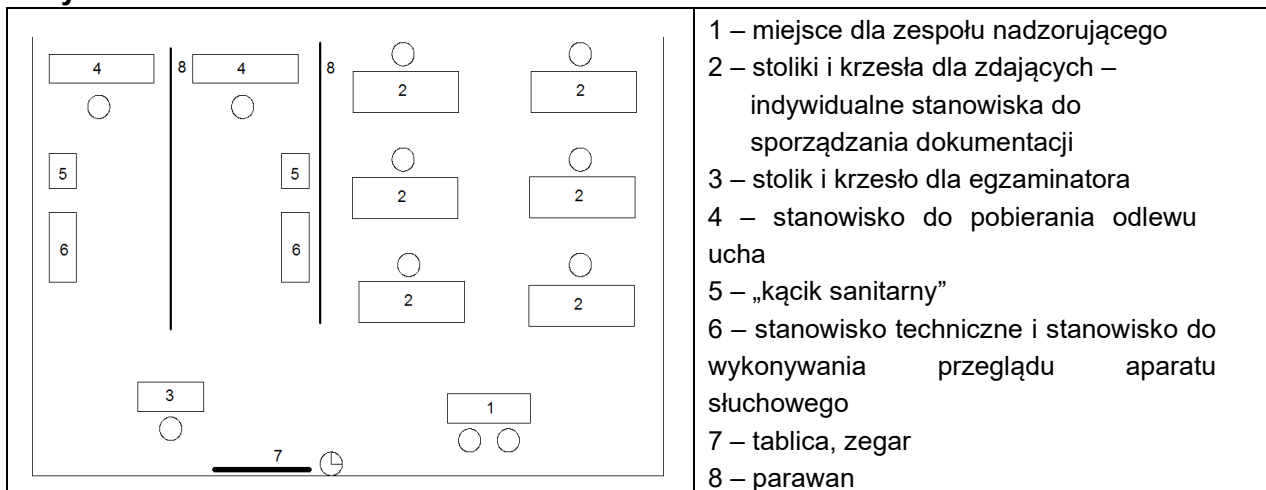 4 8 4 8 2 2
5 5 2 2
6 6
2 2
3 1
7
1 – miejsce dla zespołu nadzorującego
2 – stoliki i krzesła dla zdających –
indywidualne stanowiska do
sporządzania dokumentacji
3 – stolik i krzesło dla egzaminatora
4 – stanowisko do pobierania odlewu
ucha
5 – „kącik sanitarny”
6 – stanowisko techniczne i stanowisko do
wykonywania przeglądu aparatu
słuchowego
7 – tablica, zegar
8 – parawan